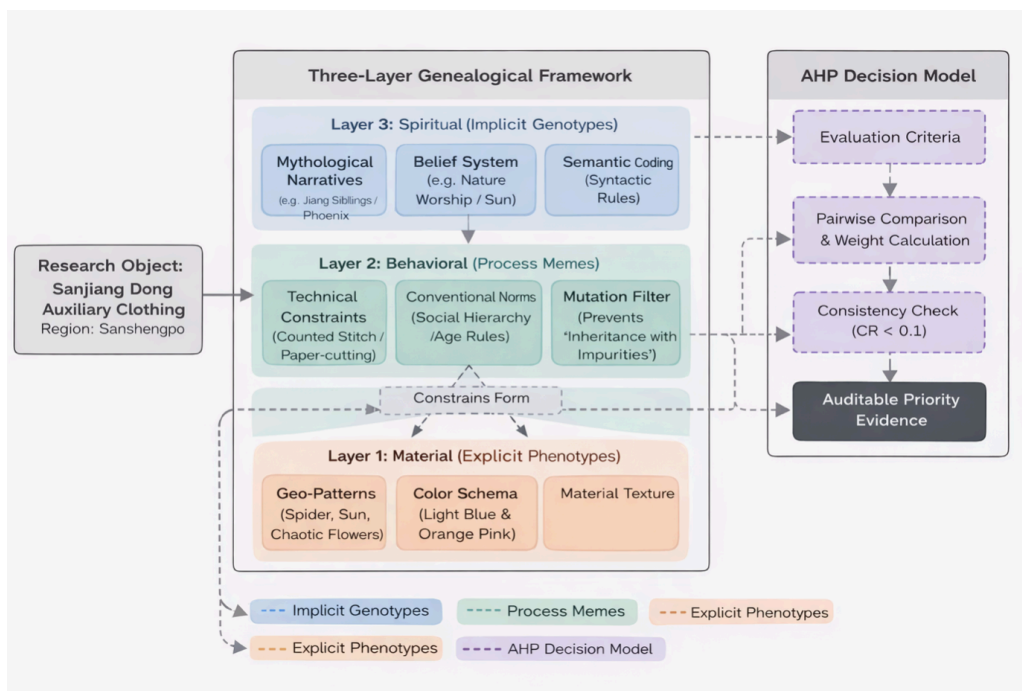 Three-Layer Genealogical Framework
Layer 3: Spiritual (Implicit Genotypes)
Mythological
Narratives
(e.g. Jiang Siblings /
Phoenix
Belief System
(e.g. Nature
Worship / Sun)
Semantic Coding
(Syntactic
Rules)
Research Object:
Sanjiang Dong
Auxiliary Clothing
Region: Sanshengpo
Layer 2: Behavioral (Process Memes)
Technical
Constraints
(Counted Stitch /
Paper-cutting)
Conventional Norms
(Social Hierarchy
/Age Rules)
Mutation Filter
(Prevents
‘Inheritance with
Impurities’)
Constrains Form
Layer 1: Material (Explicit Phenotypes)
Geo-Patterns
(Spider, Sun,
Chaotic Flowers)
Color Schema
(Light Blue &
Orange Pink)
Material Texture
AHP Decision Model
Evaluation Criteria
Pairwise Comparison
& Weight Calculation
Consistency Check
(CR < 0.1)
Auditable Priority
Evidence
Implicit Genotypes
Process Memes
Explicit Phenotypes
Explicit Phenotypes
AHP Decision Model